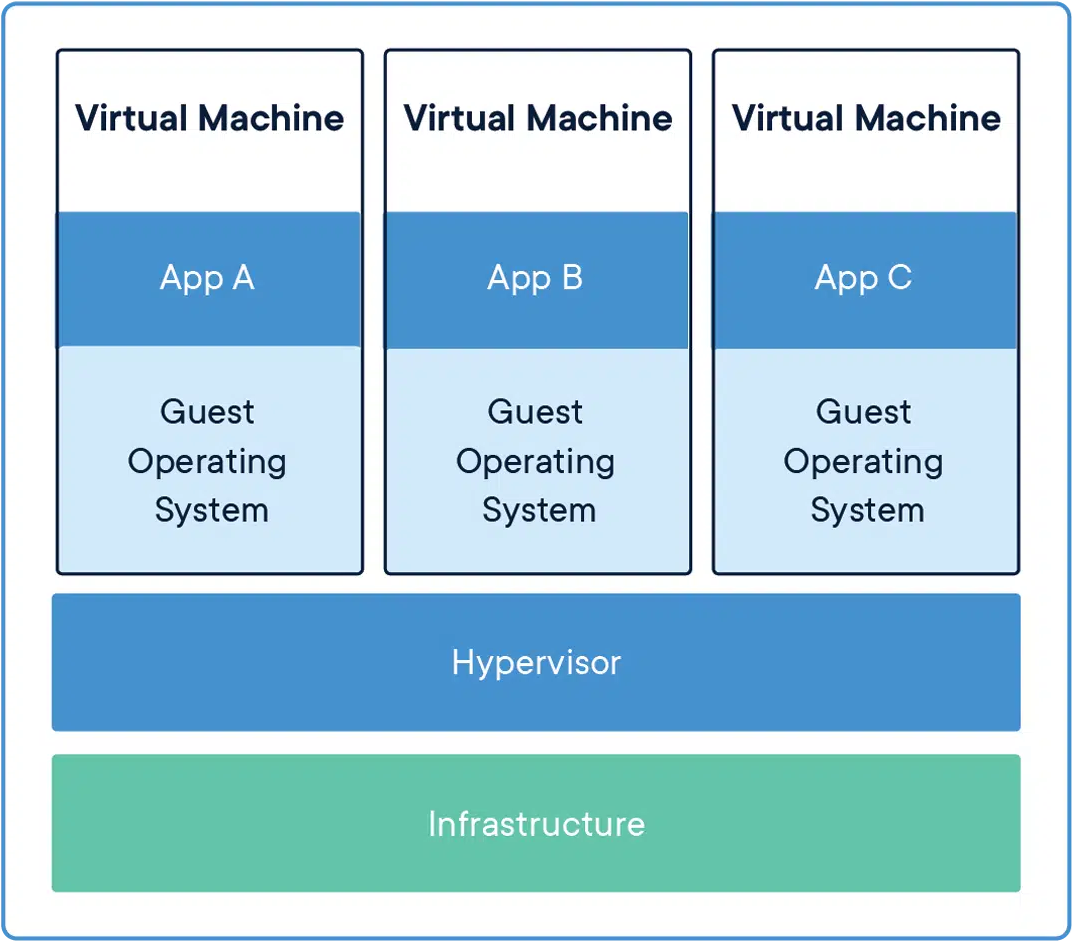 Virtual Machine
App A
Guest
Operating
System
Virtual Machine
App B
Guest
Operating
System
Virtual Machine
App C
Guest
Operating
System
Hypervisor
Infrastructure